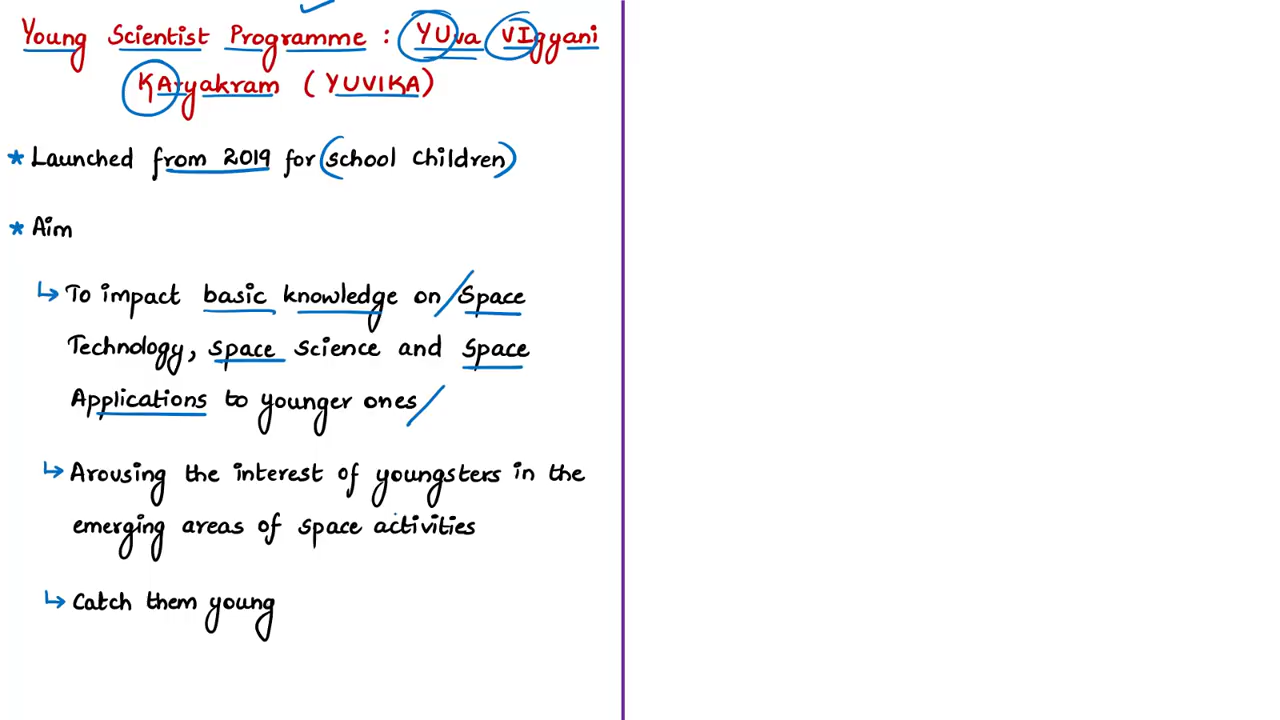 Young Scientist Programme : YUva VIgyani
KAryakram (YUVIKA)
* Launched from 2019 for (school children)
* Aim
↳ To impact basic knowledge on / Space
Technology, space science and Space
Applications to younger ones /
↳ Arousing the interest of youngsters in the
emerging areas of space activities
↳ Catch them young